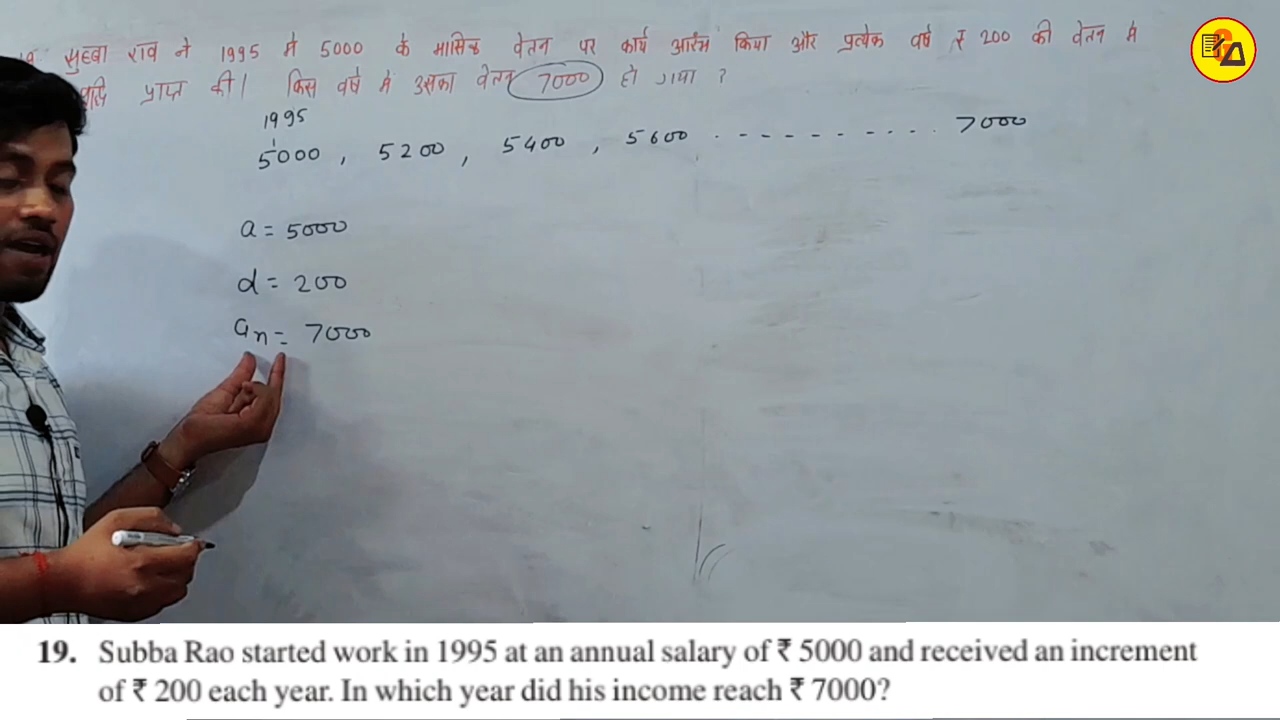 19. सुब्बा राव ने 1995 में 5000 के मासिक वेतन पर कार्य आरंभ किया और प्रत्येक वर्ष ₹ 200 की वेतन में
वृद्धि प्राप्त की। किस वर्ष में उसका वेतन 7000 हो गया ?
1995
5000 , 5200 , 5400 , 5600 - - - - - - - - - - 7000
a = 5000
d = 200
an = 7000
19. Subba Rao started work in 1995 at an annual salary of ₹ 5000 and received an increment
of ₹ 200 each year. In which year did his income reach ₹ 7000?